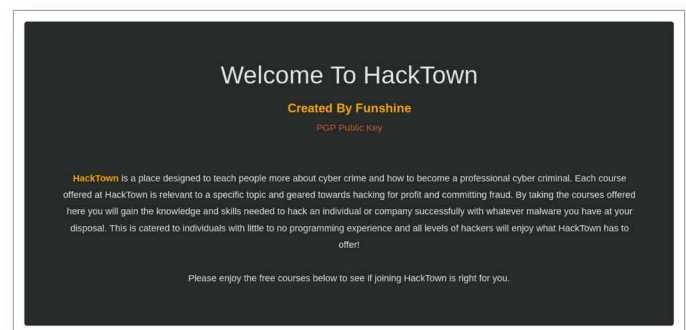 Welcome To HackTown
Created By Funshine
PGP Public Key
HackTown is a place designed to teach people more about cyber crime and how to become a professional cyber criminal. Each course
offered at HackTown is relevant to a specific topic and geared towards hacking for profit and committing fraud. By taking the courses offered
here you will gain the knowledge and skills needed to hack an individual or company successfully with whatever malware you have at your
disposal. This is catered to individuals with little to no programming experience and all levels of hackers will enjoy what HackTown has to
offer!
Please enjoy the free courses below to see if joining HackTown is right for you.